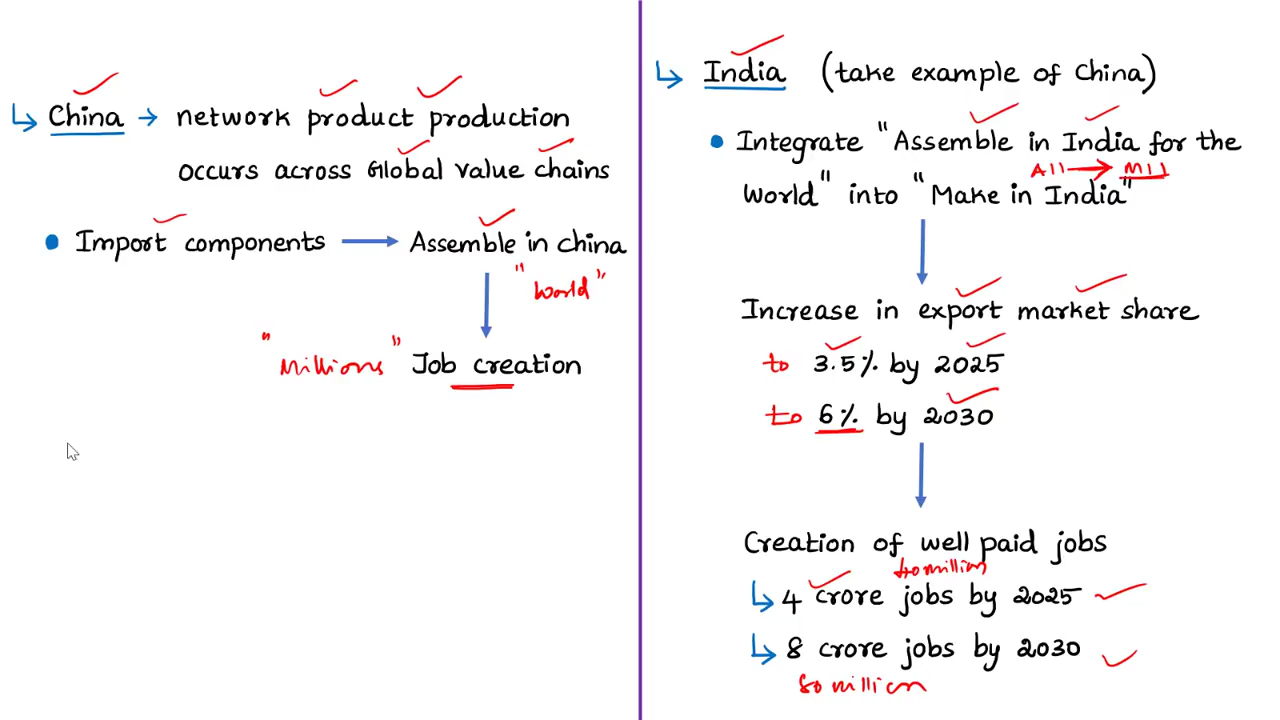 ↳ China → network product production
occurs across Global value chains
• Import components → Assemble in china
"World"
"Millions" Job creation
↳ India (take example of China)
• Integrate "Assemble in India for the
AII → MII
World" into "Make in India"
Increase in export market share
to 3.5% by 2025
to 6% by 2030
Creation of well paid jobs
40 million
↳ 4 crore jobs by 2025
↳ 8 crore jobs by 2030
80 million